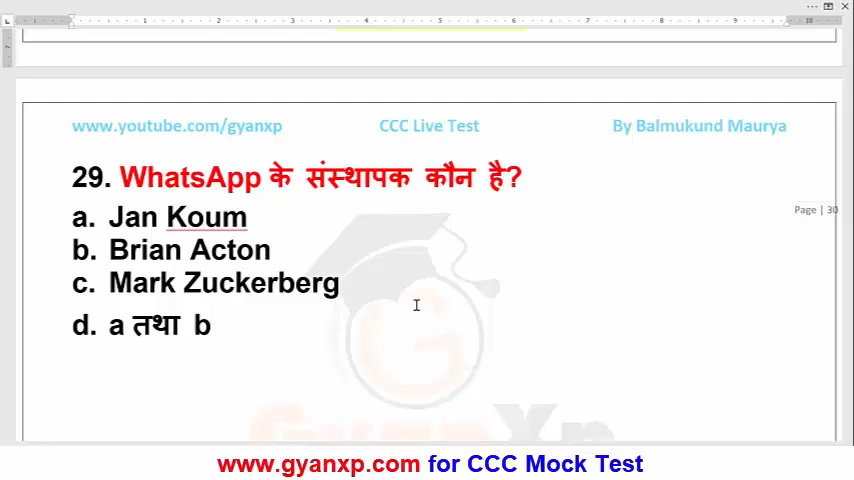 www.youtube.com/gyanxp CCC Live Test By Balmukund Maurya
29. WhatsApp के संस्थापक कौन है?
Page | 30
a. Jan Koum
b. Brian Acton
c. Mark Zuckerberg
d. a तथा b
G
GyanXp
www.gyanxp.com for CCC Mock Test